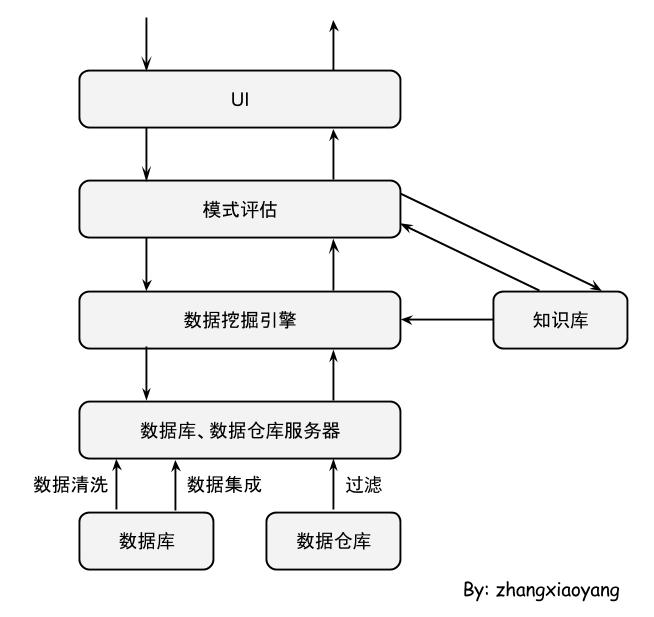 UI
模式评估
数据挖掘引擎
知识库
数据库、数据仓库服务器
数据清洗
数据集成
过滤
数据库
数据仓库
By: zhangxiaoyang